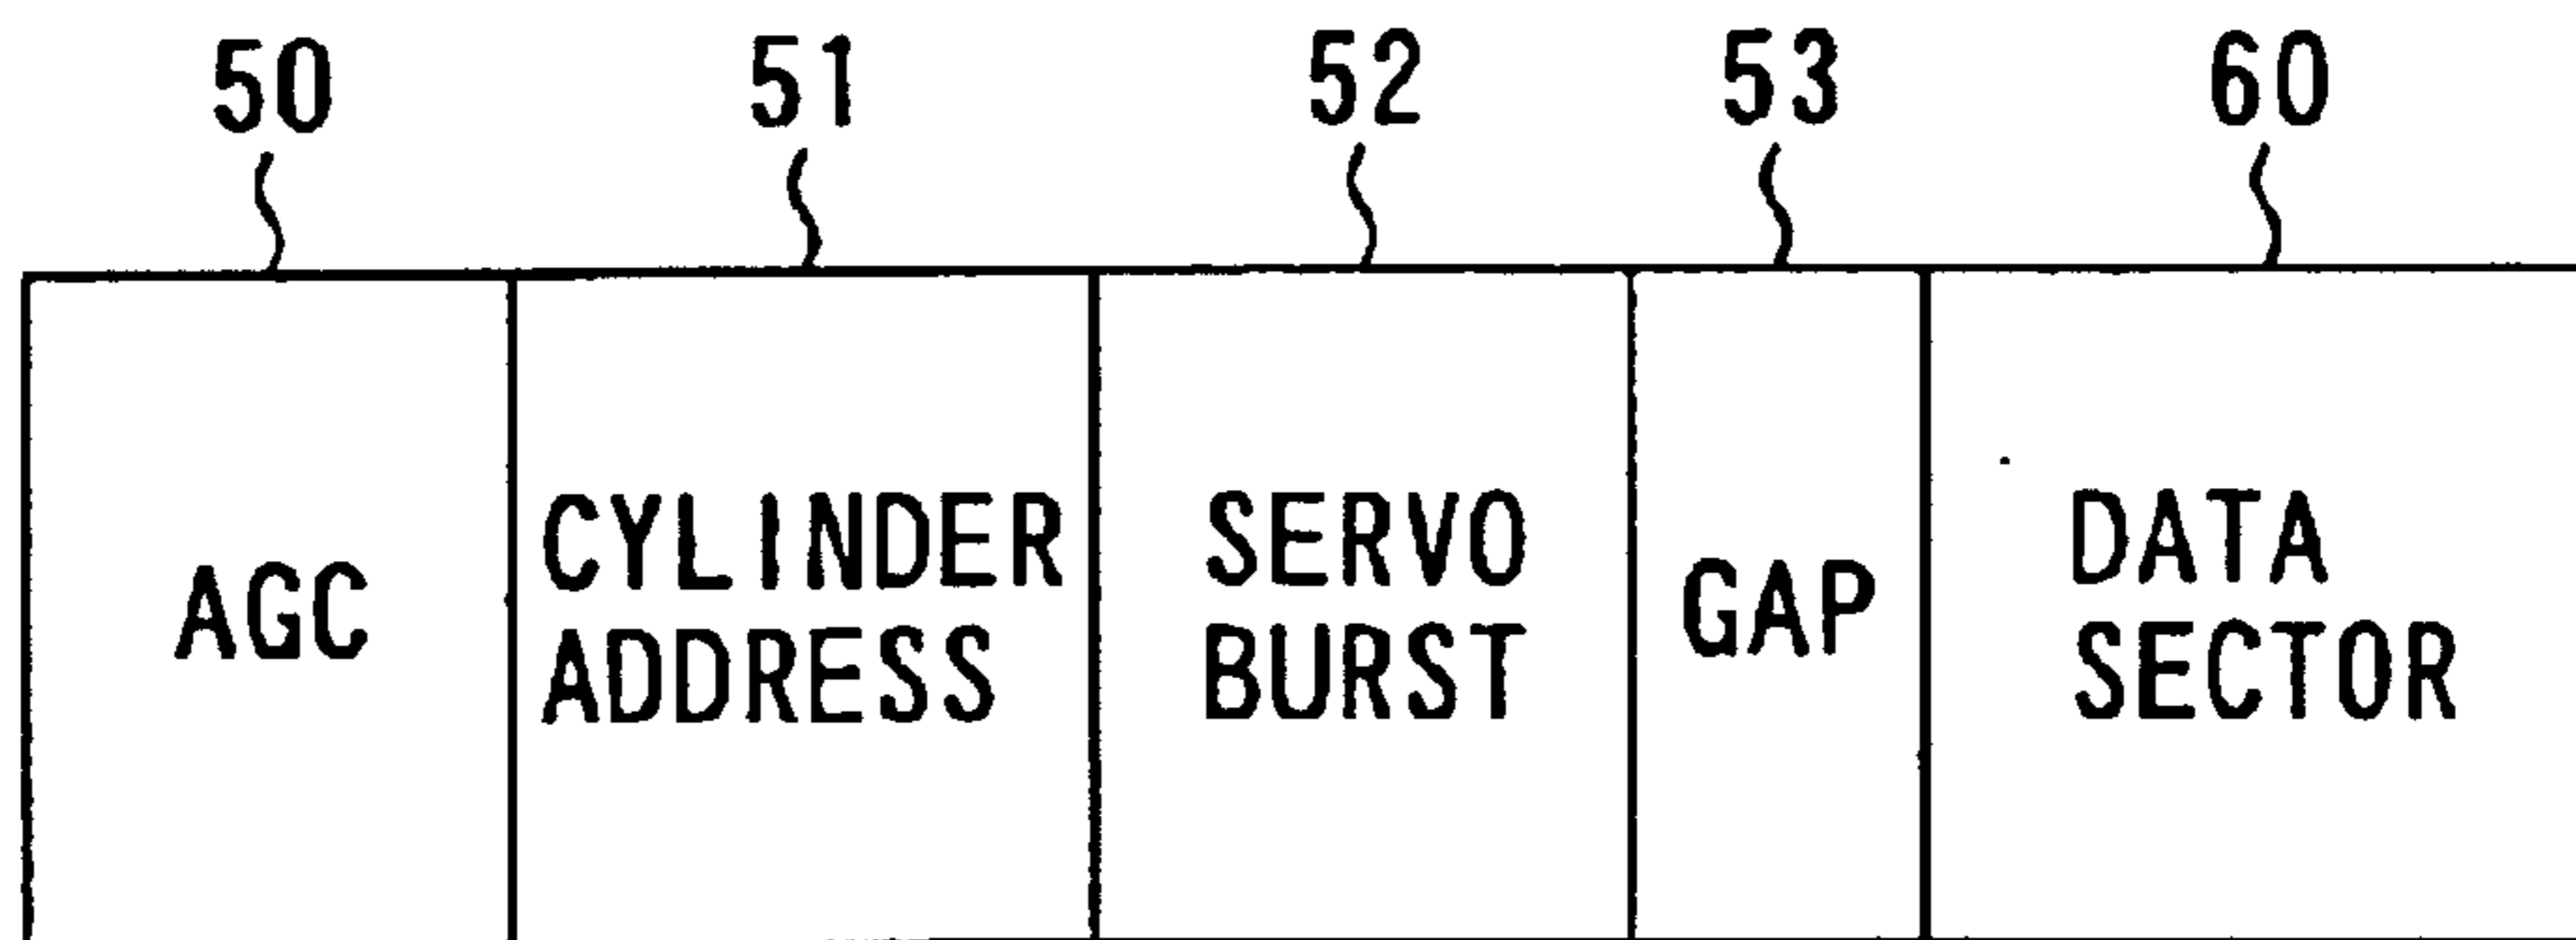 50 51 52 53 60
AGC
CYLINDER
ADDRESS
SERVO
BURST
GAP
DATA
SECTOR